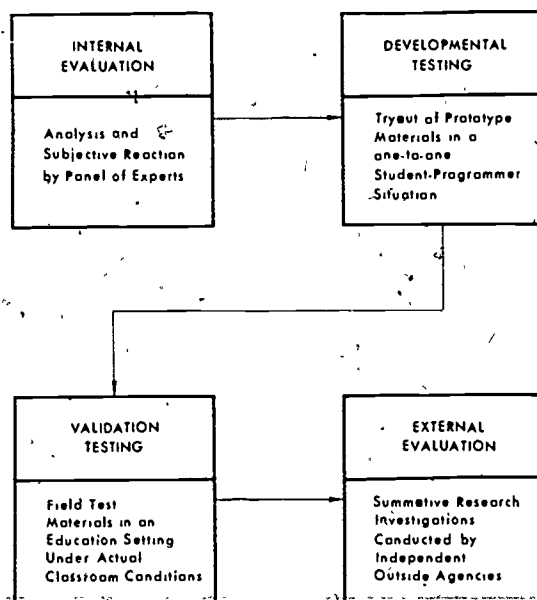 INTERNAL
EVALUATION
Analysis and
Subjective Reaction
by Panel of Experts
DEVELOPMENTAL
TESTING
Tryout of Prototype
Materials in a
one-to-one
Student-Programmer
Situation
VALIDATION
TESTING
Field Test
Materials in an
Education Setting
Under Actual
Classroom Conditions
EXTERNAL
EVALUATION
Summative Research
Investigations
Conducted by
Independent
Outside Agencies